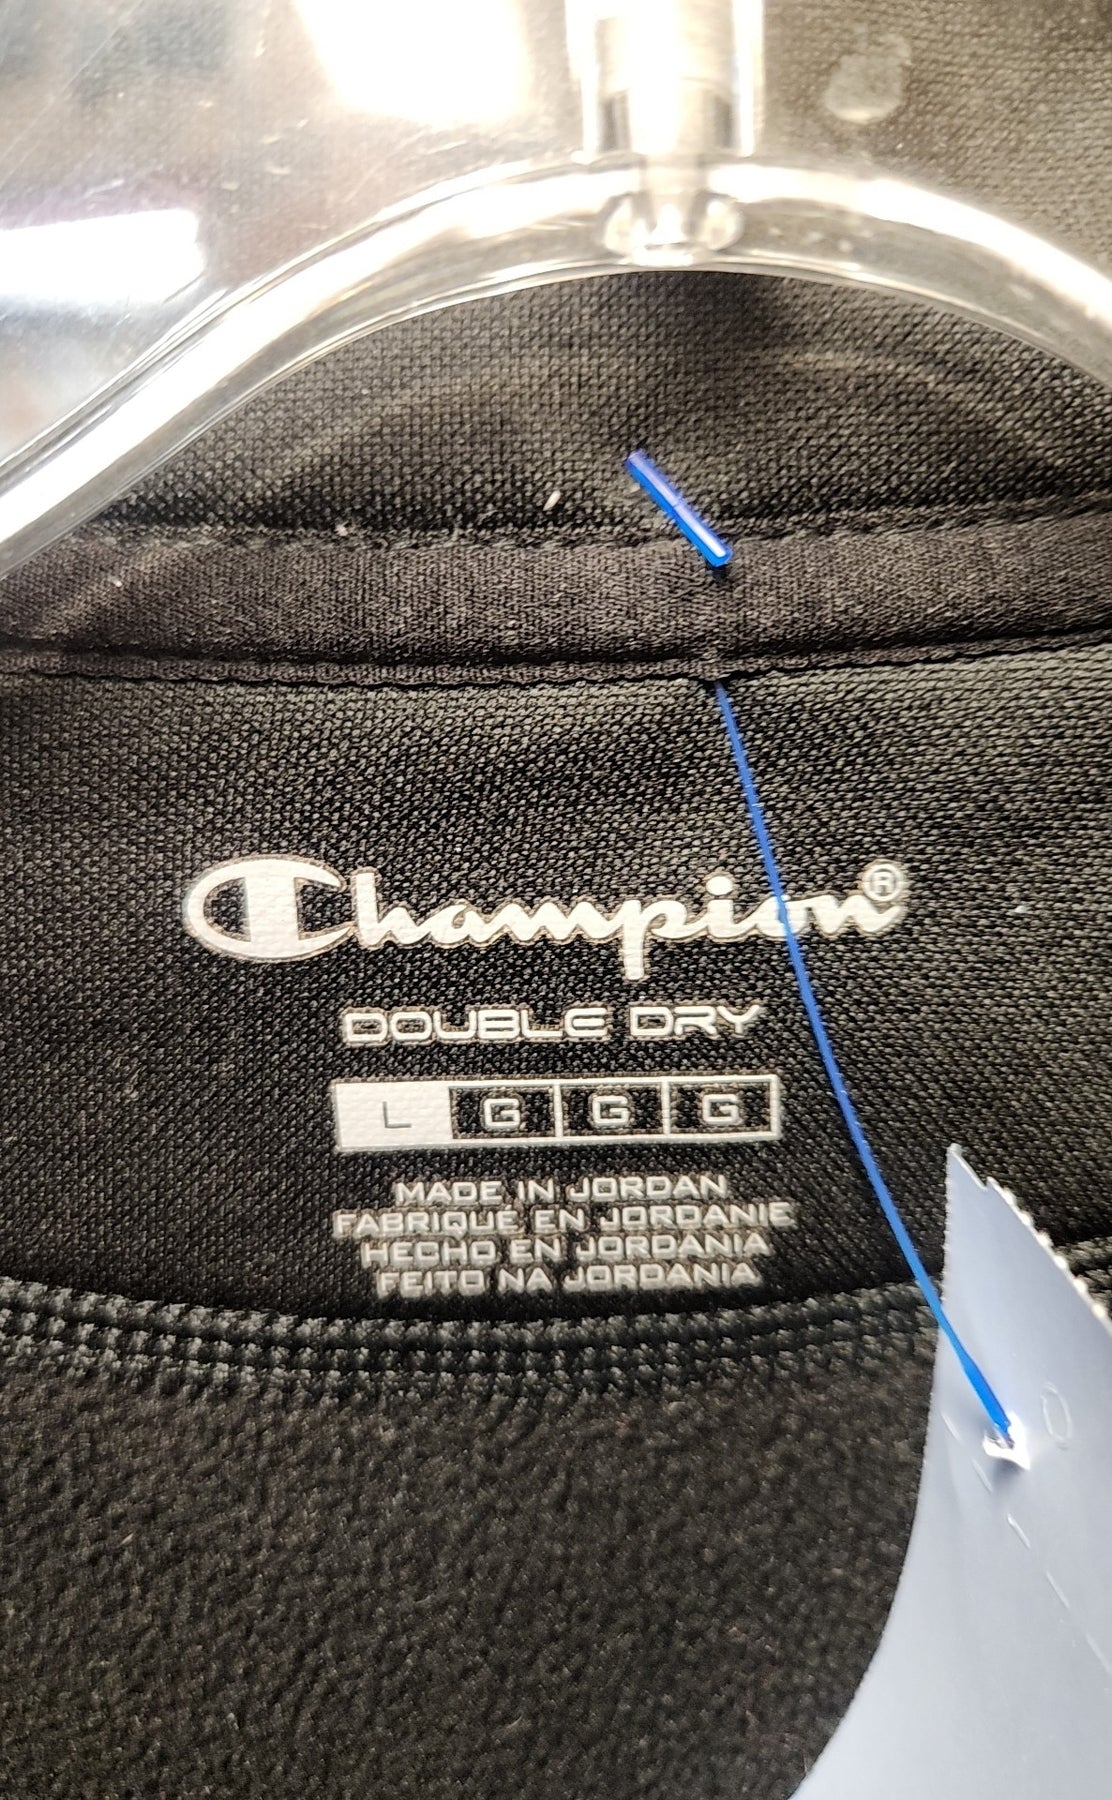 Champion®
DOUBLE DRY
L G G G
MADE IN JORDAN
FABRIQUÉ EN JORDANIE
HECHO EN JORDANIA
FEITO NA JORDANIA